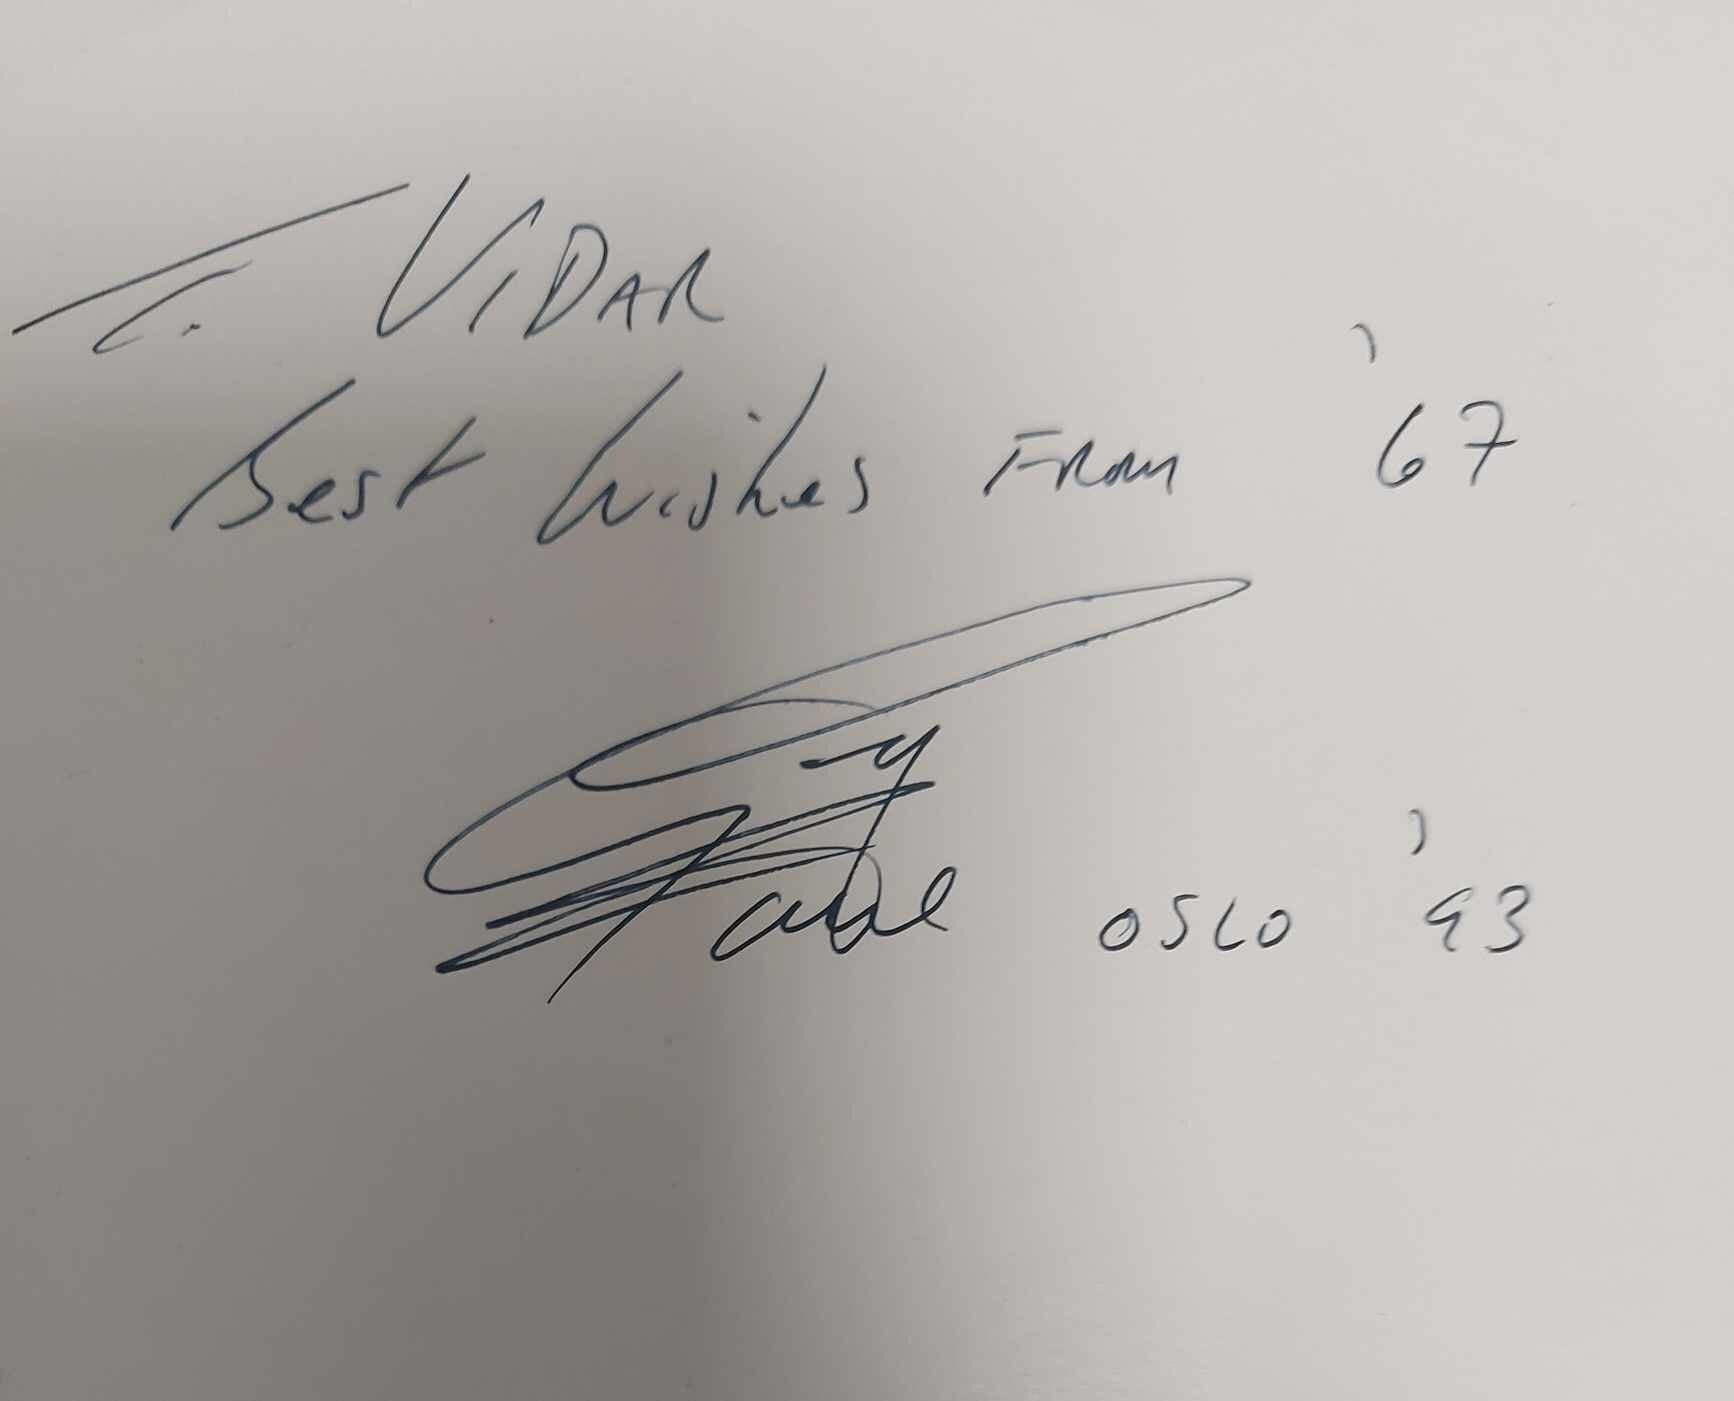 To VIDAR
Best Wishes FROM '67
OSLO '93